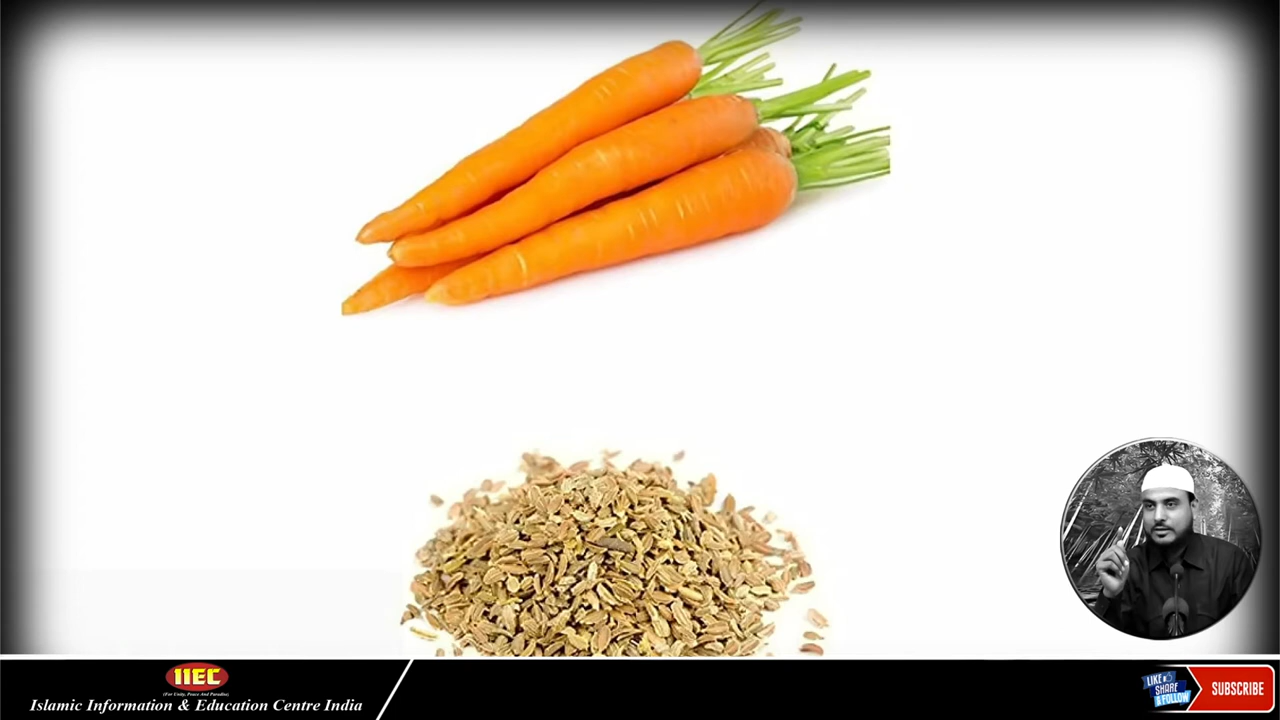 IIEC
(For Unity, Peace And Paradise)
Islamic Information & Education Centre India
LIKE
SHARE
& FOLLOW
SUBSCRIBE